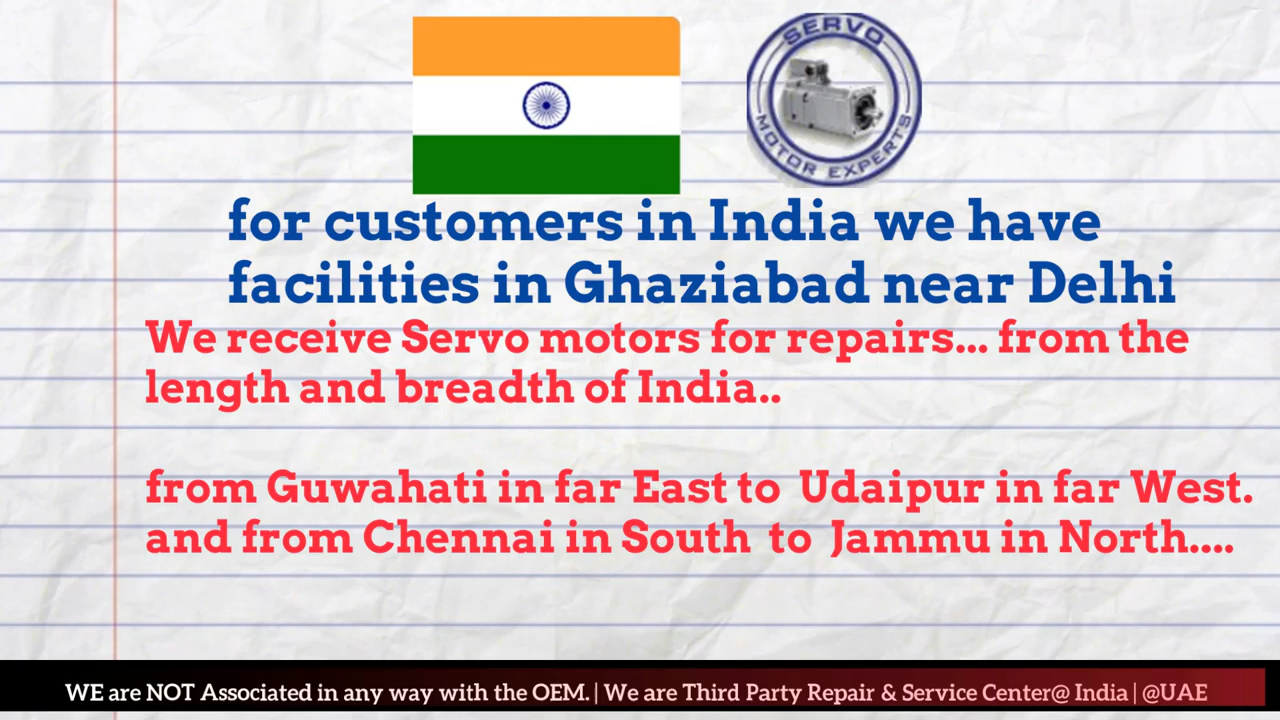 SERVO
MOTOR EXPERTS
for customers in India we have
facilities in Ghaziabad near Delhi
We receive Servo motors for repairs... from the
length and breadth of India..
from Guwahati in far East to Udaipur in far West.
and from Chennai in South to Jammu in North....
WE are NOT Associated in any way with the OEM. | We are Third Party Repair & Service Center@ India | @UAE